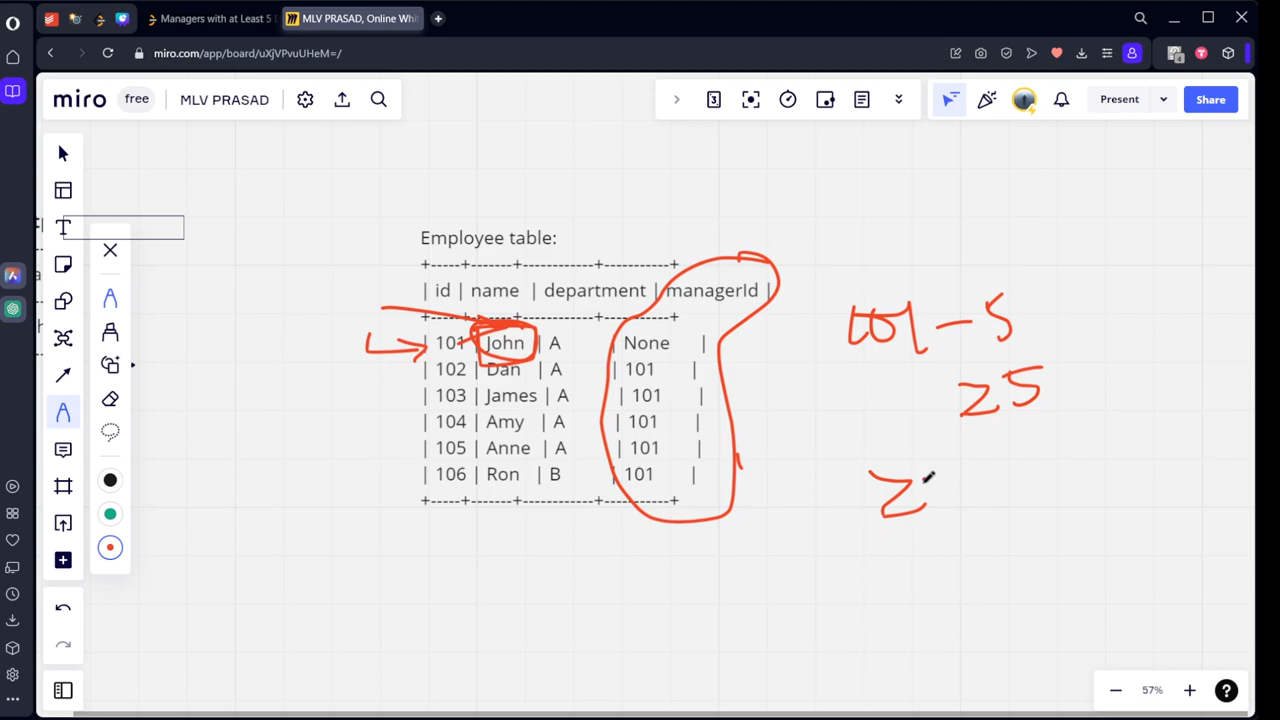 Managers with at Least 5
MLV PRASAD, Online Whi
miro.com/app/board/uXjVPvuUHeM=/
miro free MLV PRASAD
Present
Share
Employee table:
+-----+-------+-----------+-----------+
| id | name | department | managerId |
+-----+-------+-----------+-----------+
| 101 | John | A | None |
| 102 | Dan | A | 101 |
| 103 | James | A | 101 |
| 104 | Amy | A | 101 |
| 105 | Anne | A | 101 |
| 106 | Ron | B | 101 |
+-----+-------+-----------+-----------+
101 - 5
25
57%